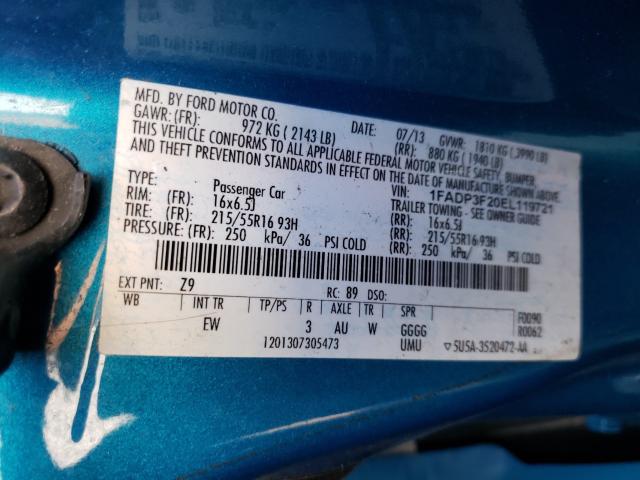 MFD. BY FORD MOTOR CO.
GAWR: (FR): 972 KG ( 2143 LB) 07/13 GVWR: 1810 KG ( 3990 LB)
(RR): 880 KG ( 1940 LB)
THIS VEHICLE CONFORMS TO ALL APPLICABLE FEDERAL MOTOR VEHICLE SAFETY, BUMPER,
AND THEFT PREVENTION STANDARDS IN EFFECT ON THE DATE OF MANUFACTURE SHOWN ABOVE.
VIN: 1FADP3F20EL119721
TYPE: Passenger Car TRAILER TOWING - SEE OWNER GUIDE
RIM: (FR): 16x6.5J (RR): 16x6.5J
TIRE: (FR): 215/55R16 93H (RR): 215/55R16 93H
PRESSURE: (FR): 250 kPa/ 36 PSI COLD (RR): 250 kPa/ 36 PSI COLD
EXT PNT: Z9 RC: 89 DSO:
WB INT TR TP/PS R AXLE TR SPR F0090
EW 3 AU W GGGG R0062
1201307305473 UMU 5U5A-3520472-AA